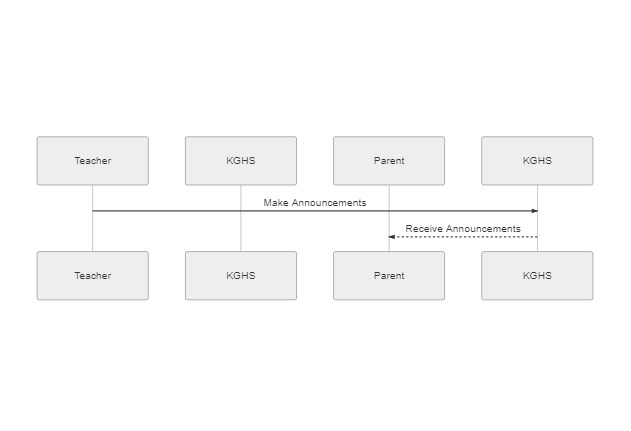 Teacher
KGHS
Parent
KGHS
Make Announcements
Receive Announcements
Teacher
KGHS
Parent
KGHS